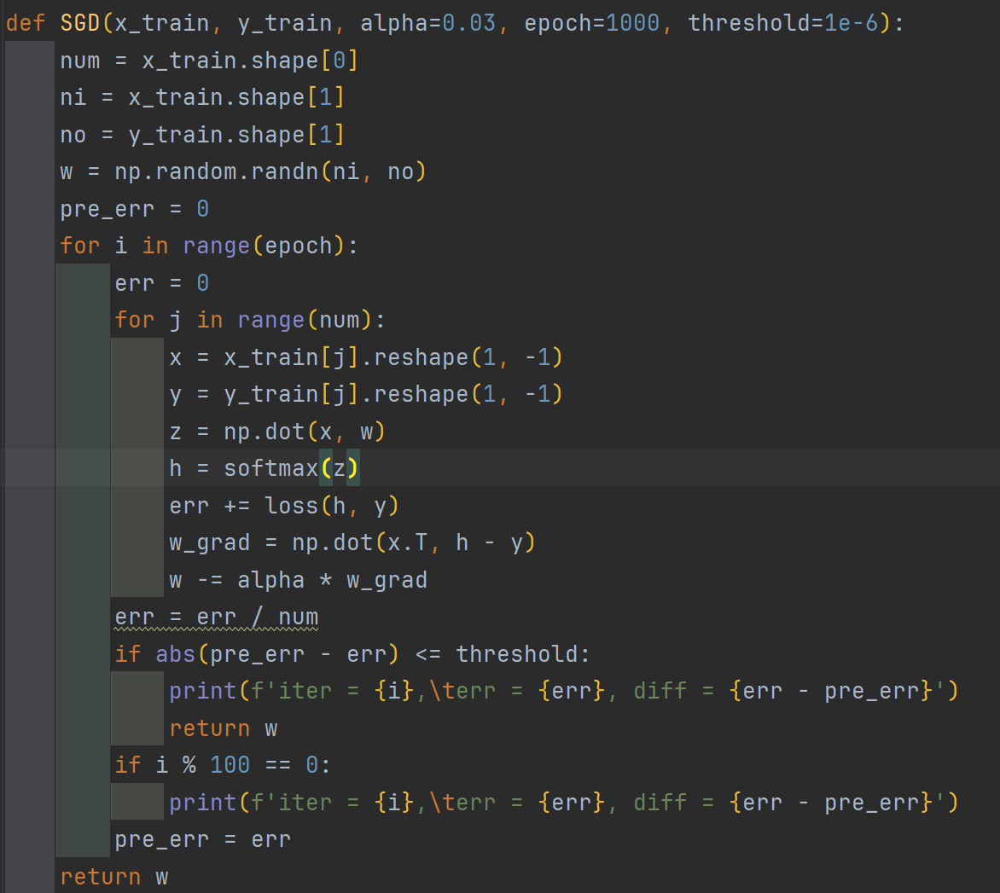 def SGD(x_train, y_train, alpha=0.03, epoch=1000, threshold=1e-6):
    num = x_train.shape[0]
    ni = x_train.shape[1]
    no = y_train.shape[1]
    w = np.random.randn(ni, no)
    pre_err = 0
    for i in range(epoch):
        err = 0
        for j in range(num):
            x = x_train[j].reshape(1, -1)
            y = y_train[j].reshape(1, -1)
            z = np.dot(x, w)
            h = softmax(z)
            err += loss(h, y)
            w_grad = np.dot(x.T, h - y)
            w -= alpha * w_grad
        err = err / num
        if abs(pre_err - err) <= threshold:
            print(f'iter = {i},\terr = {err}, diff = {err - pre_err}')
            return w
        if i % 100 == 0:
            print(f'iter = {i},\terr = {err}, diff = {err - pre_err}')
        pre_err = err
    return w